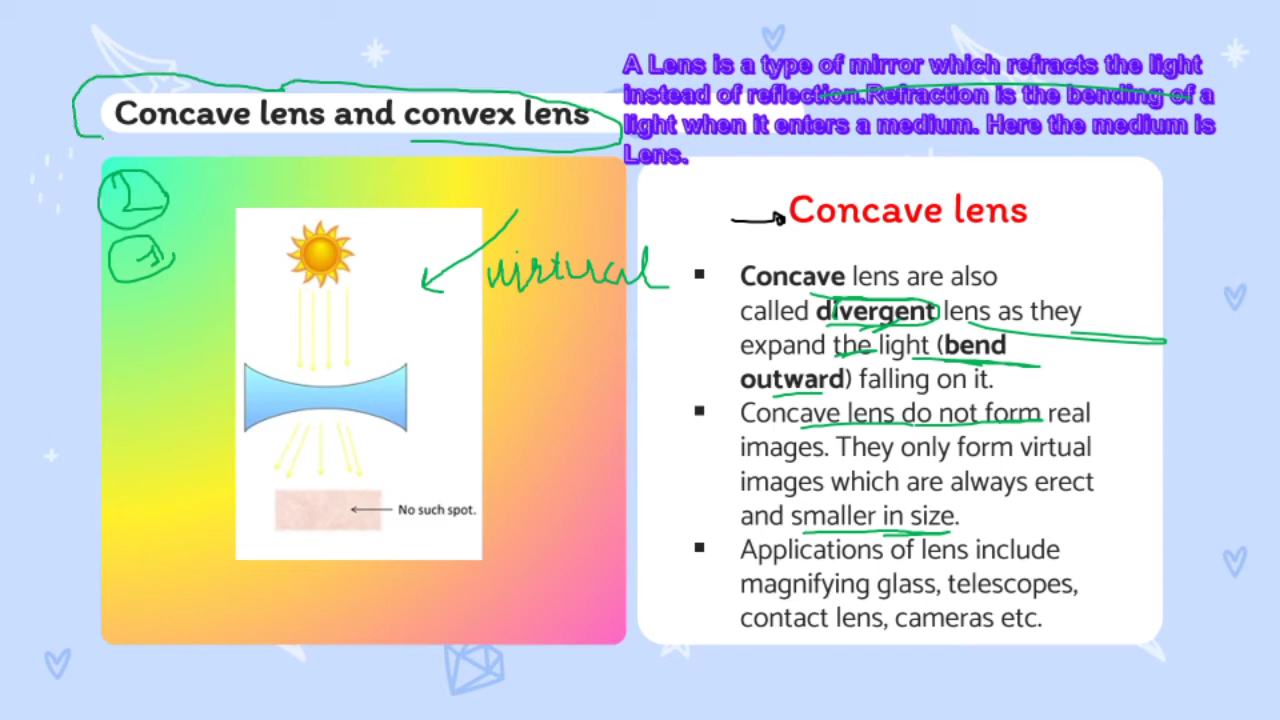 A Lens is a type of mirror which refracts the light
instead of reflection.Refraction is the bending of a
light when it enters a medium. Here the medium is
Lens.
Concave lens and convex lens
virtual
No such spot.
Concave lens
▪ Concave lens are also
called divergent lens as they
expand the light (bend
outward) falling on it.
▪ Concave lens do not form real
images. They only form virtual
images which are always erect
and smaller in size.
▪ Applications of lens include
magnifying glass, telescopes,
contact lens, cameras etc.